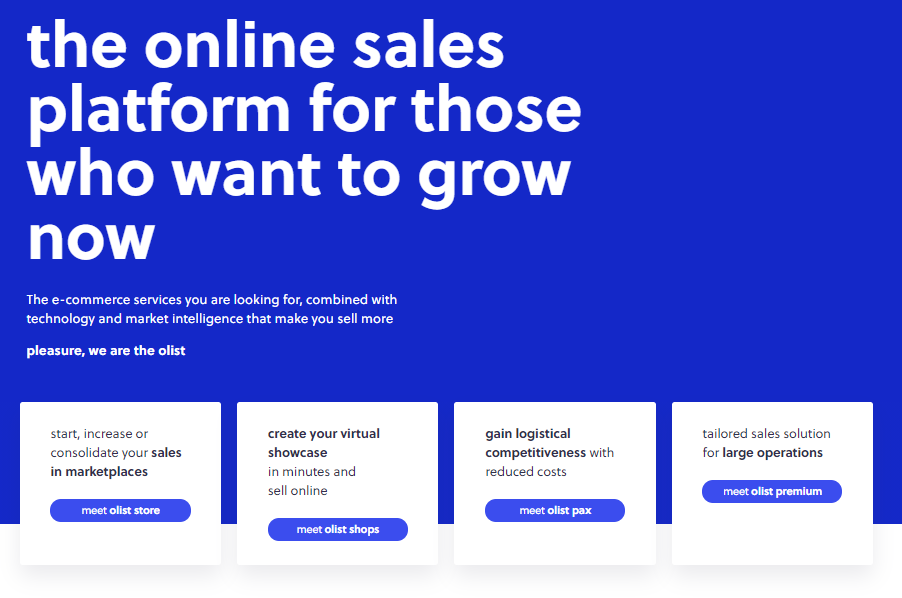 the online sales
platform for those
who want to grow
now
The e-commerce services you are looking for, combined with
technology and market intelligence that make you sell more
pleasure, we are the olist
start, increase or
consolidate your sales
in marketplaces
meet olist store
create your virtual
showcase
in minutes and
sell online
meet olist shops
gain logistical
competitiveness with
reduced costs
meet olist pax
tailored sales solution
for large operations
meet olist premium